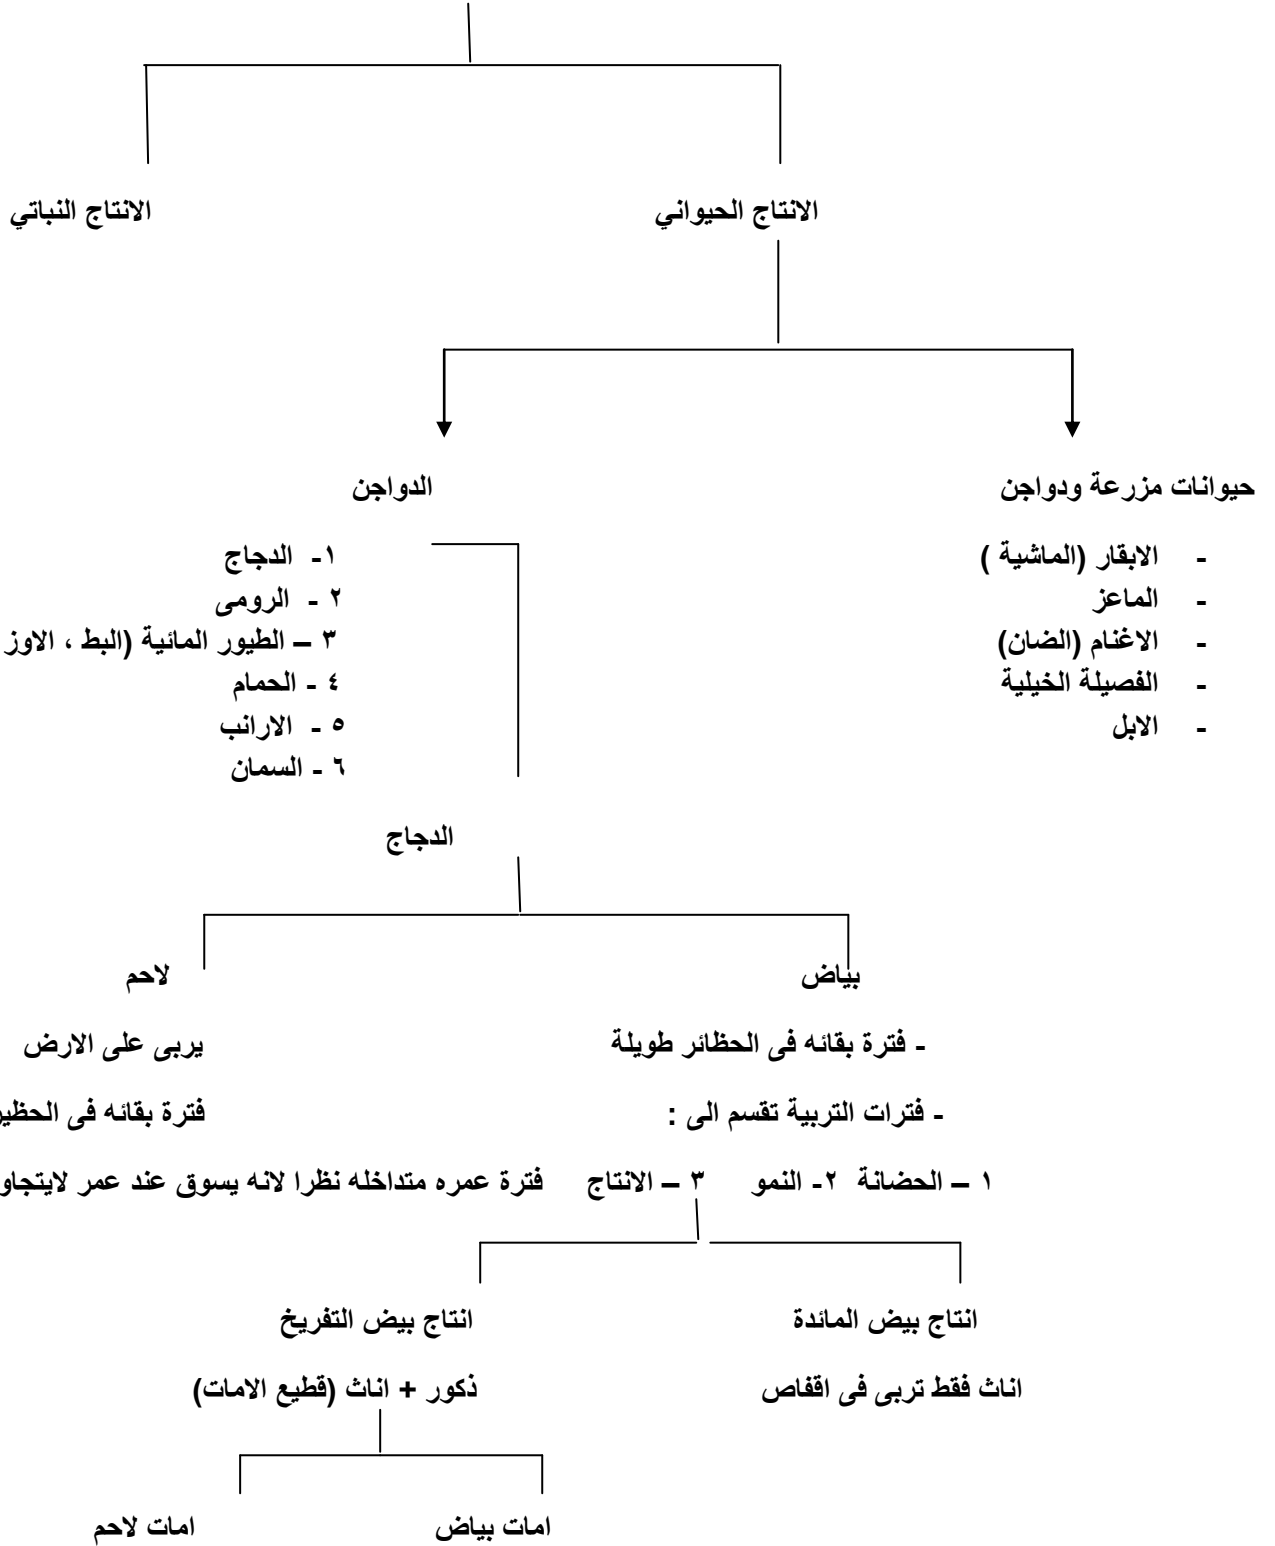 الانتاج الحيواني
الانتاج النباتي
حيوانات مزرعة ودواجن
- الابقار (الماشية )
- الماعز
- الاغنام (الضان)
- الفصيلة الخيلية
- الابل
الدواجن
١- الدجاج
٢ - الرومى
٣ – الطيور المائية (البط ، الاوز
٤ - الحمام
٥ - الارانب
٦ - السمان
الدجاج
بياض
لاحم
- فترة بقائه فى الحظائر طويلة
يربى على الارض
- فترات التربية تقسم الى :
فترة بقائه فى
١ – الحضانة ٢- النمو ٣ – الانتاج
فترة عمره متداخله نظرا لانه يسوق عند عمر
انتاج بيض المائدة
انتاج بيض التفريخ
اناث فقط تربى فى اقفاص
ذكور + اناث (قطيع الامات)
امات بياض
امات لاحم